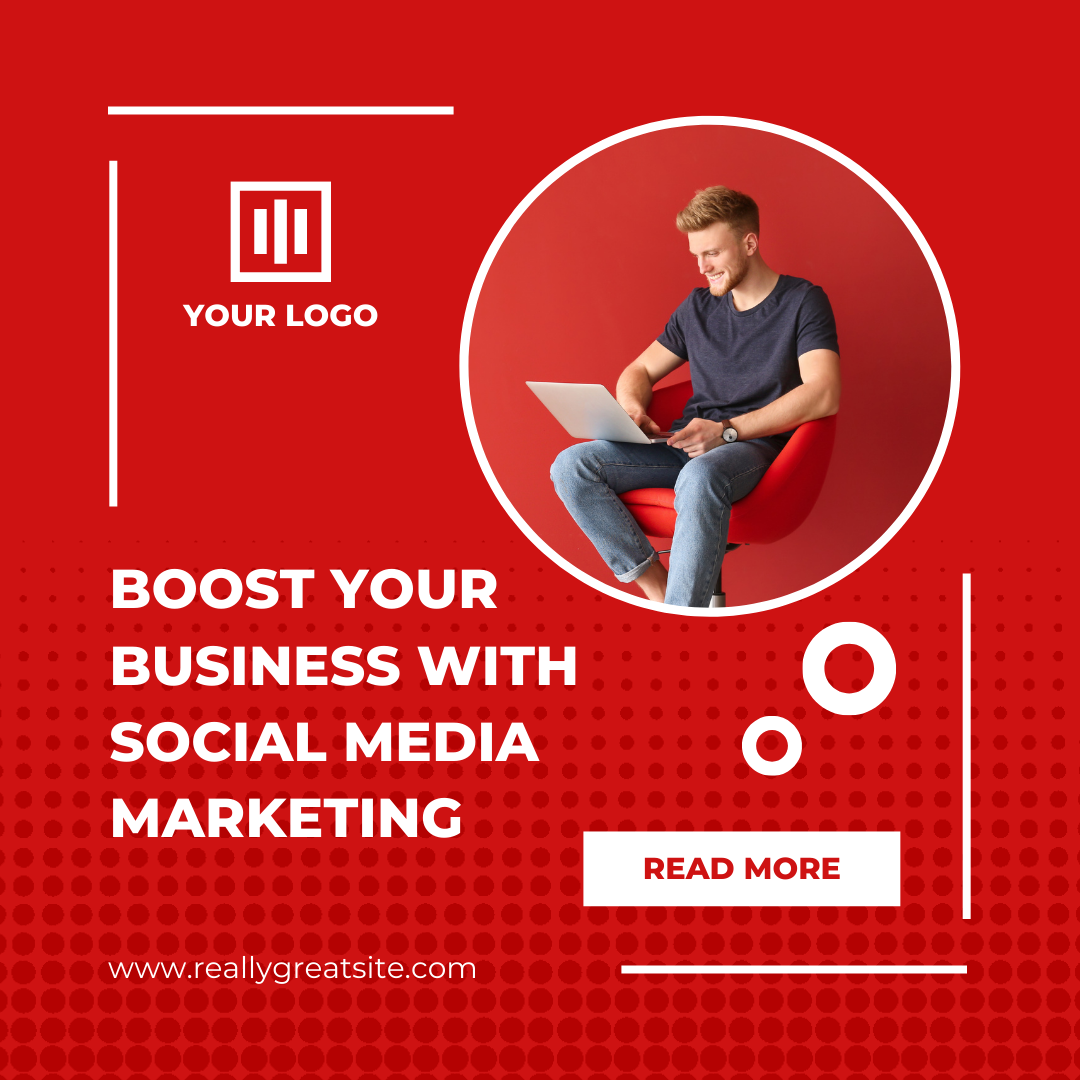 YOUR LOGO
BOOST YOUR
BUSINESS WITH
SOCIAL MEDIA
MARKETING
READ MORE
www.reallygreatsite.com